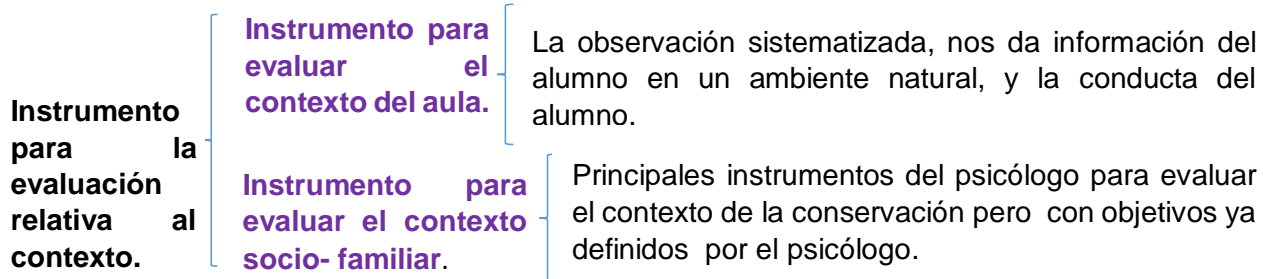 Instrumento
para la
evaluación
relativa al
contexto.
Instrumento para
evaluar el
contexto del aula.
La observación sistematizada, nos da información del
alumno en un ambiente natural, y la conducta del
alumno.
Instrumento para
evaluar el contexto
socio- familiar.
Principales instrumentos del psicólogo para evaluar
el contexto de la conservación pero con objetivos ya
definidos por el psicólogo.